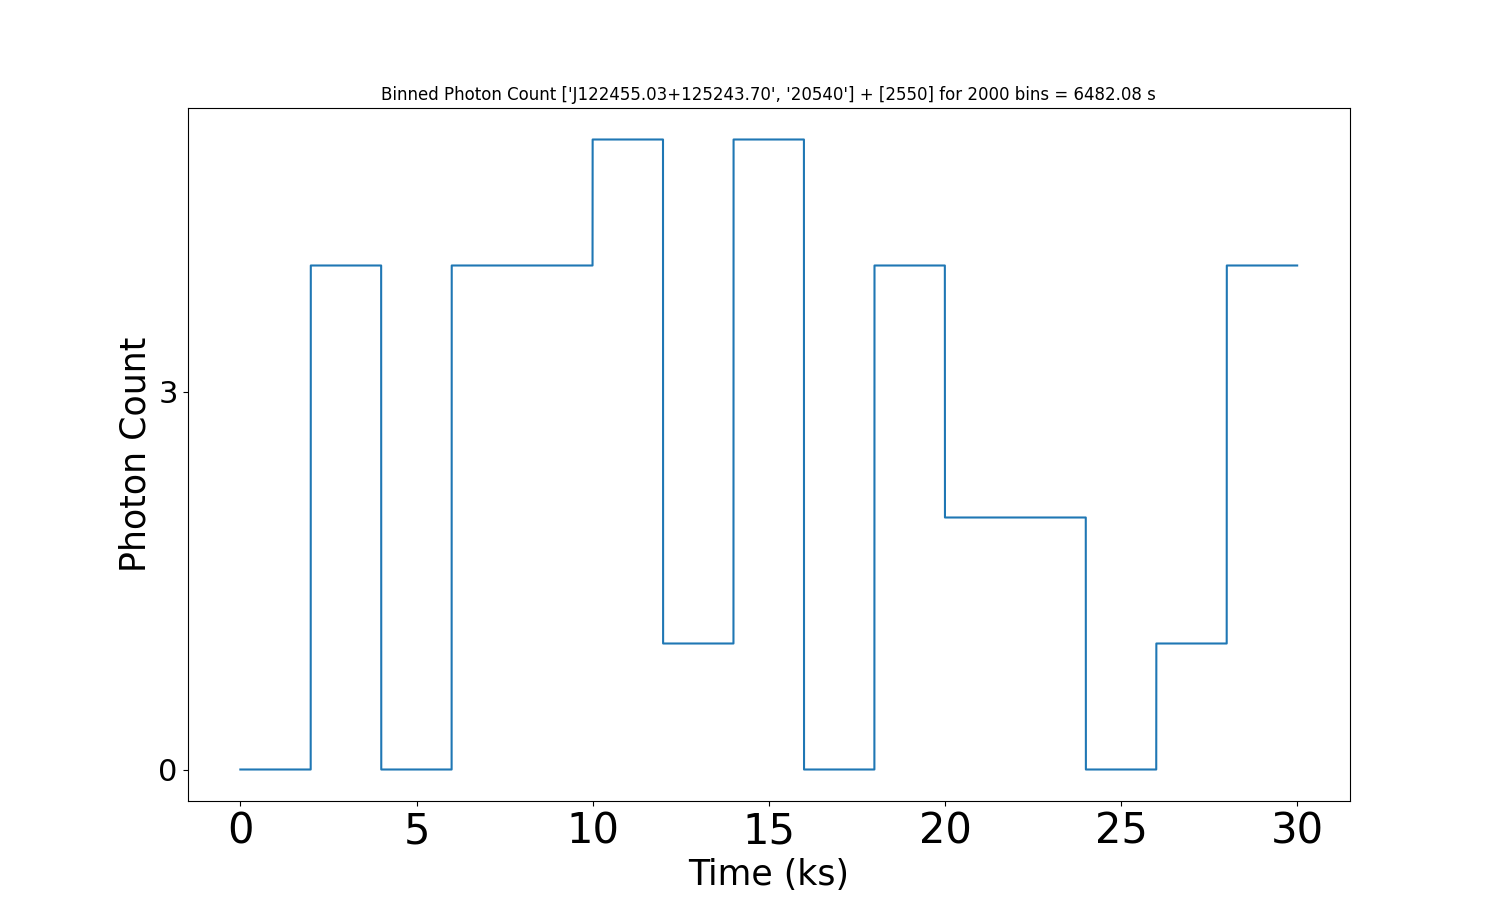 Binned Photon Count ['J122455.03+125243.70', '20540'] + [2550] for 2000 bins = 6482.08 s
Photon Count
3
0
0 5 10 15 20 25 30
Time (ks)